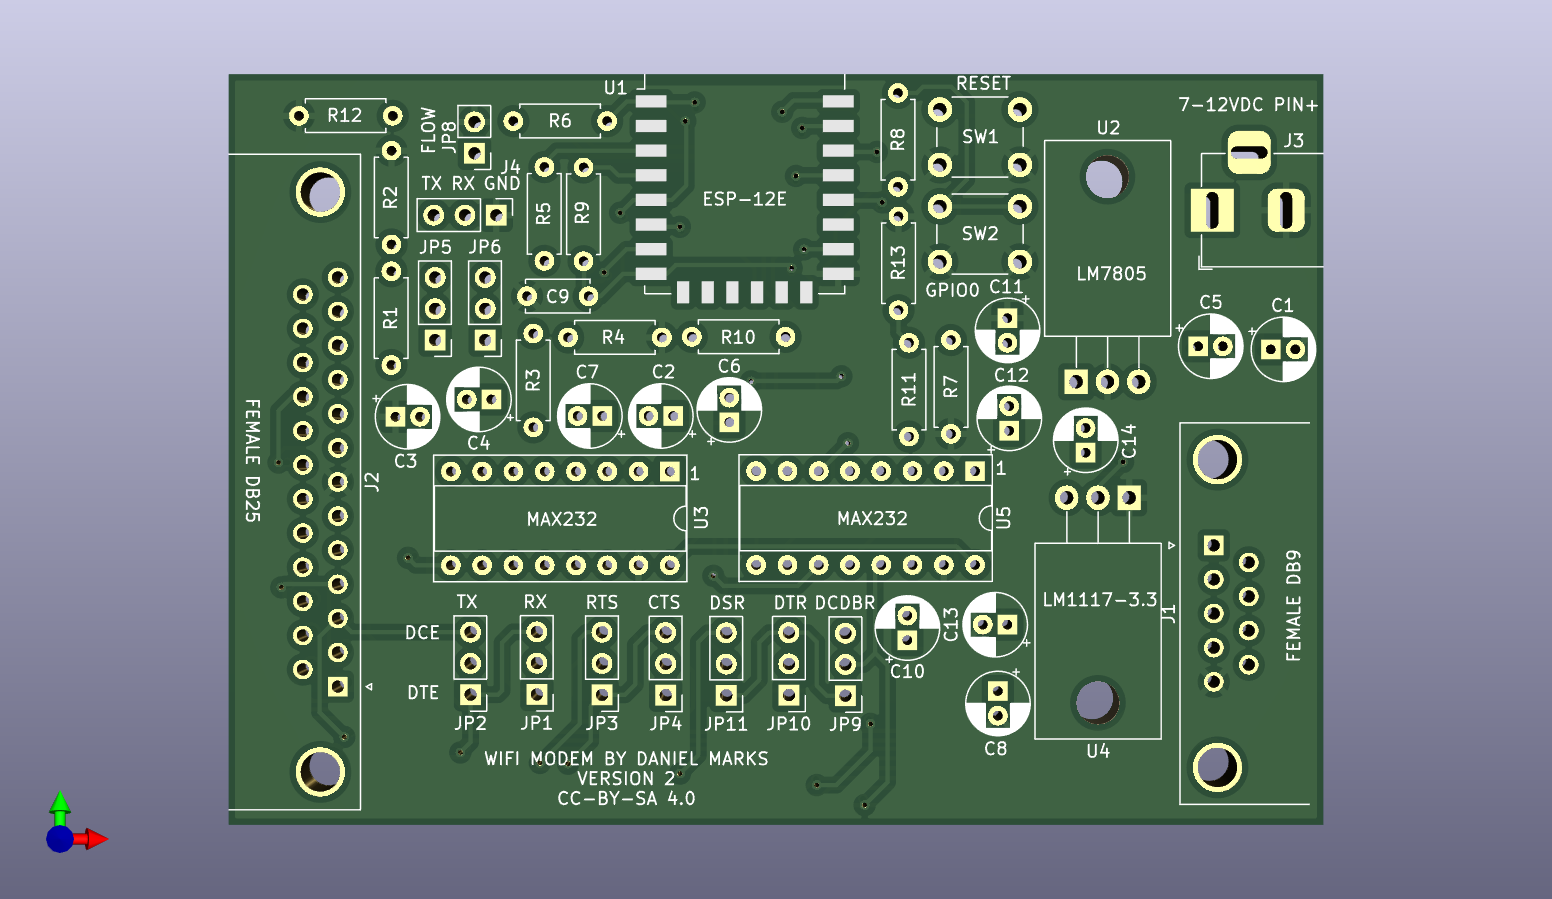 RESET
U1
7-12VDC PIN+
R12
FLOW
JP8
R6
R8
SW1
U2
J3
J4
TX RX GND
R2
R5
R9
ESP-12E
SW2
JP5
JP6
R13
LM7805
GPIO0
C11
C9
C5
C1
R1
R4
R10
C6
R3
C7
C2
C12
R11
R7
FEMALE DB25
C3
C4
C14
J2
1
1
MAX232
U3
MAX232
U5
TX
RX
RTS
CTS
DSR
DTR
DCDBR
LM1117-3.3
J1
FEMALE DB9
DCE
C13
C10
DTE
JP2
JP1
JP3
JP4
JP11
JP10
JP9
C8
U4
WIFI MODEM BY DANIEL MARKS
VERSION 2
CC-BY-SA 4.0